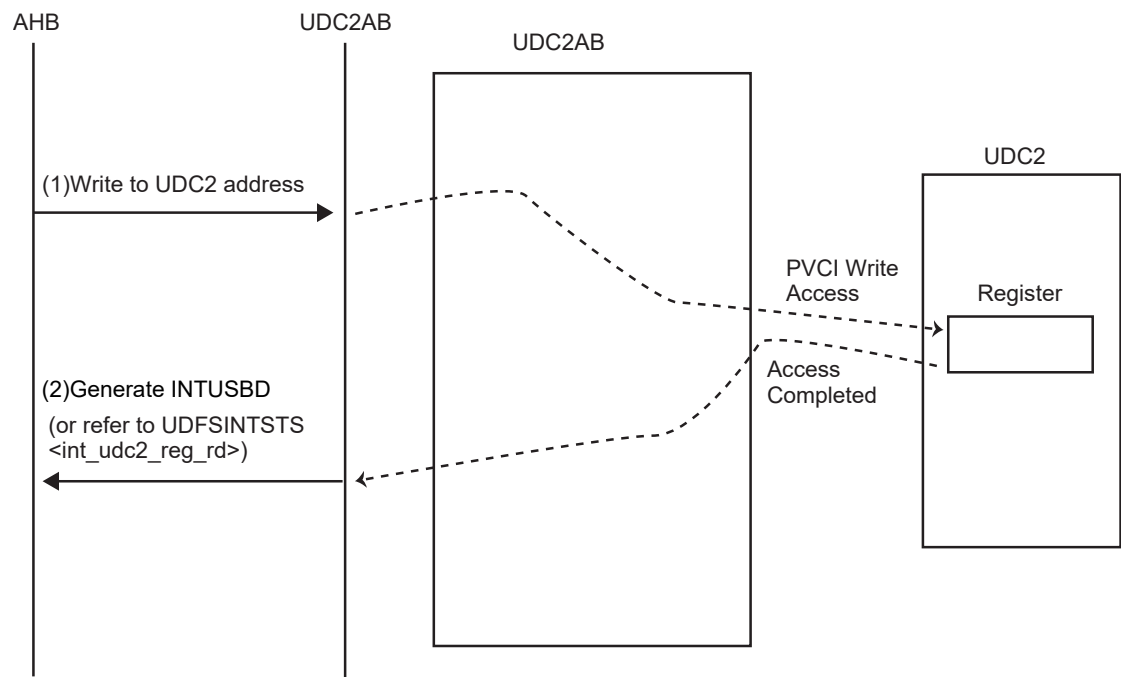 AHB
UDC2AB
UDC2AB
UDC2
(1)Write to UDC2 address
PVCI Write
Access
Register
(2)Generate INTUSBD
(or refer to UDFSINTSTS
<int_udc2_reg_rd>)
Access
Completed